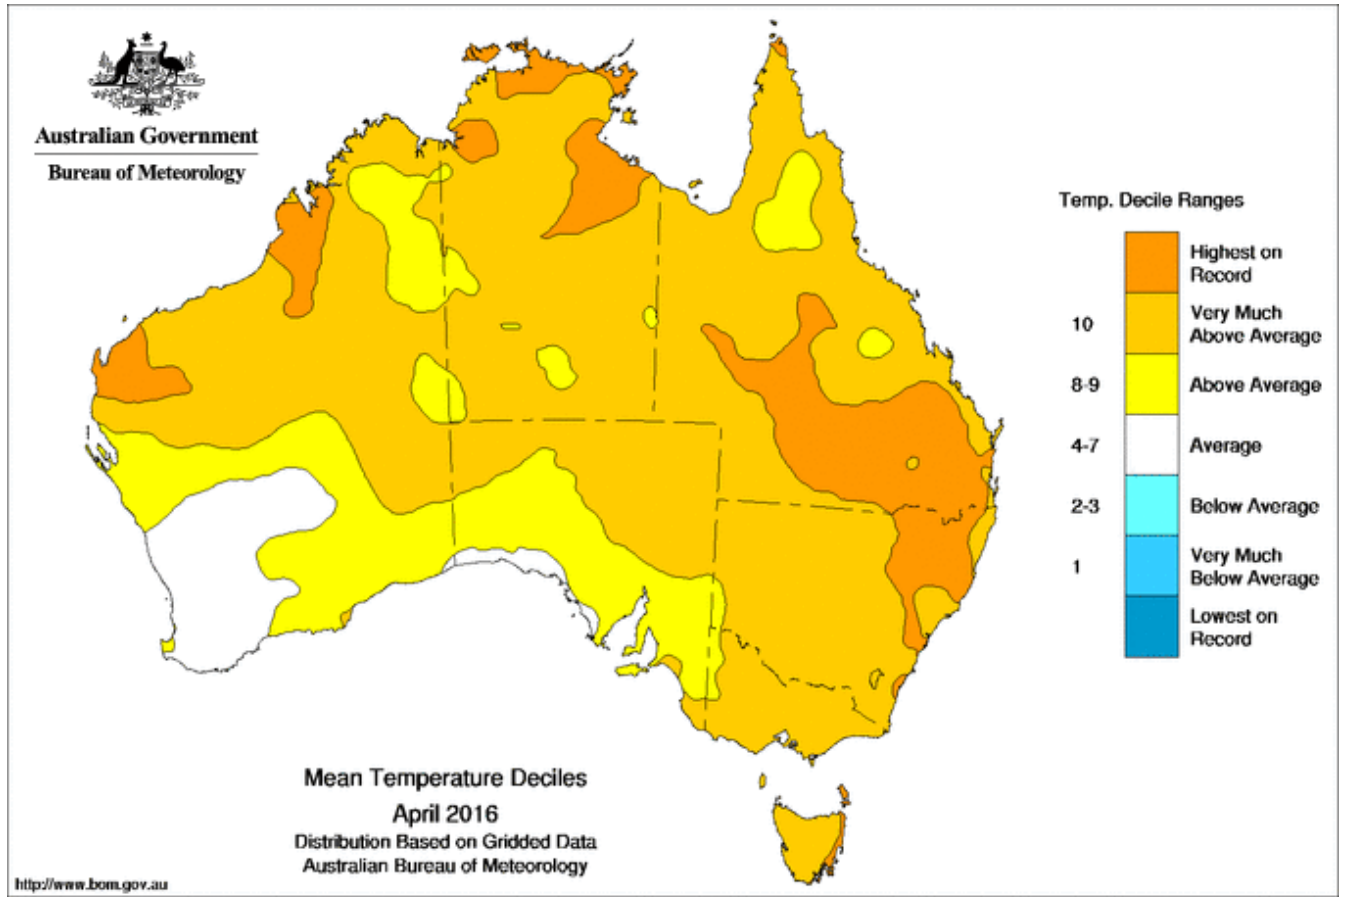 Australian Government
Bureau of Meteorology
Temp. Decile Ranges
Highest on
Record
10
Very Much
Above Average
8-9
Above Average
4-7
Average
2-3
Below Average
1
Very Much
Below Average
Lowest on
Record
Mean Temperature Deciles
April 2016
Distribution Based on Gridded Data
Australian Bureau of Meteorology
http://www.bom.gov.au